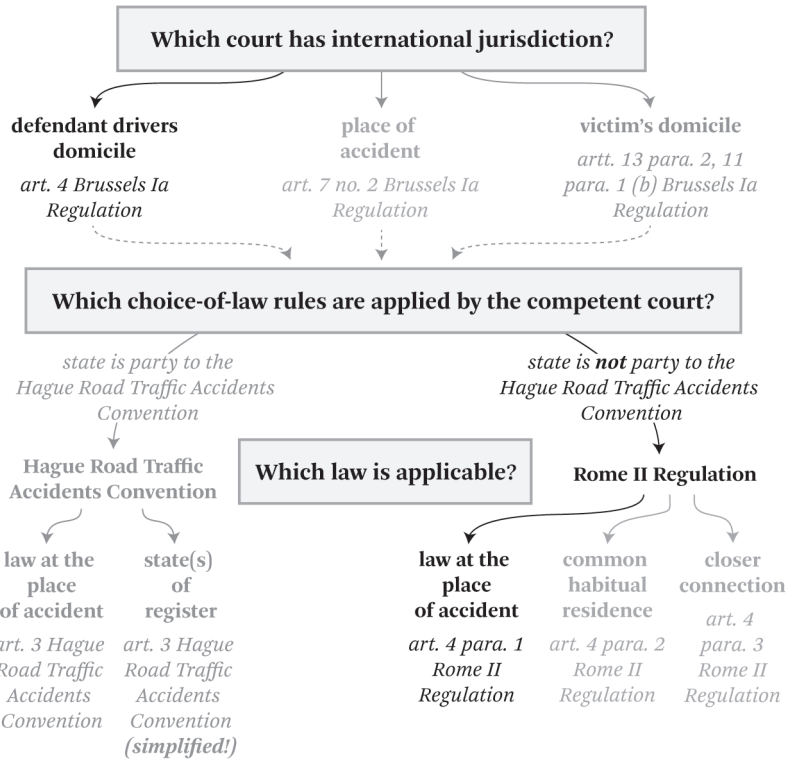 Which court has international jurisdiction?
defendant drivers
domicile
art. 4 Brussels Ia
Regulation
place of
accident
art. 7 no. 2 Brussels Ia
Regulation
victim's domicile
artt. 13 para. 2, 11
para. 1 (b) Brussels Ia
Regulation
Which choice-of-law rules are applied by the competent court?
state is party to the
Hague Road Traffic Accidents
Convention
state is not party to the
Hague Road Traffic Accidents
Convention
Hague Road Traffic
Accidents Convention
Which law is applicable?
Rome II Regulation
law at the
place
of accident
art. 3 Hague
Road Traffic
Accidents
Convention
state(s)
of
register
art. 3 Hague
Road Traffic
Accidents
Convention
(simplified!)
law at the
place
of accident
art. 4 para. 1
Rome II
Regulation
common
habitual
residence
art. 4 para. 2
Rome II
Regulation
closer
connection
art. 4
para. 3
Rome II
Regulation